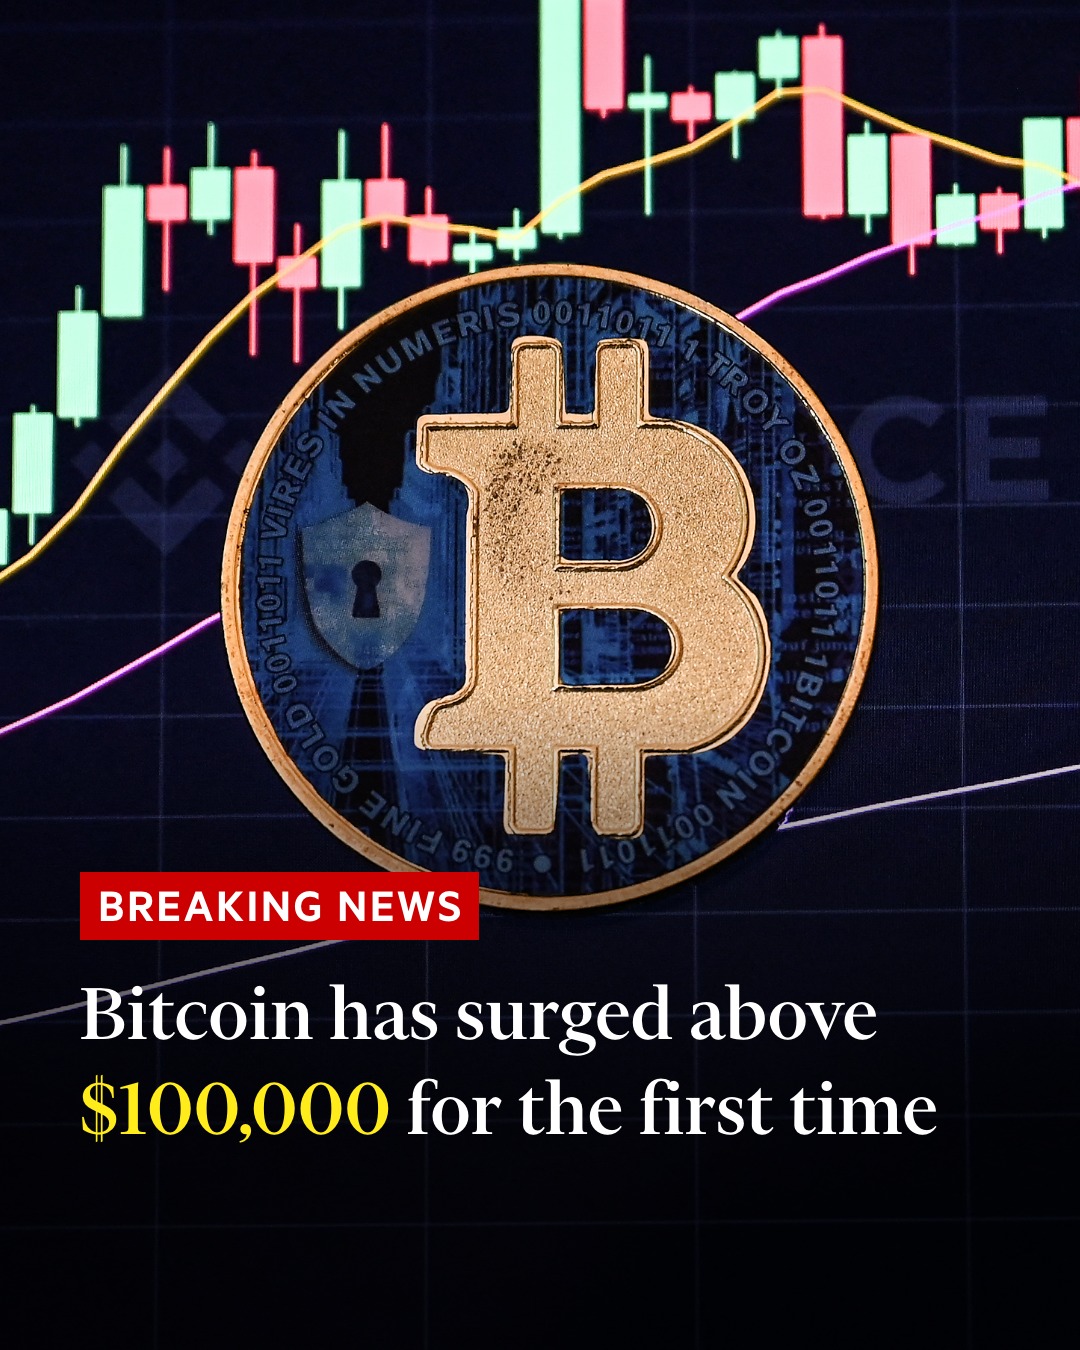 CE
VIRES IN NUMERIS 0011011 1 TROY OZ 0011011 1 BITCOIN 0011011 • 999 FINE GOLD 0011011
BREAKING NEWS
Bitcoin has surged above
$100,000 for the first time